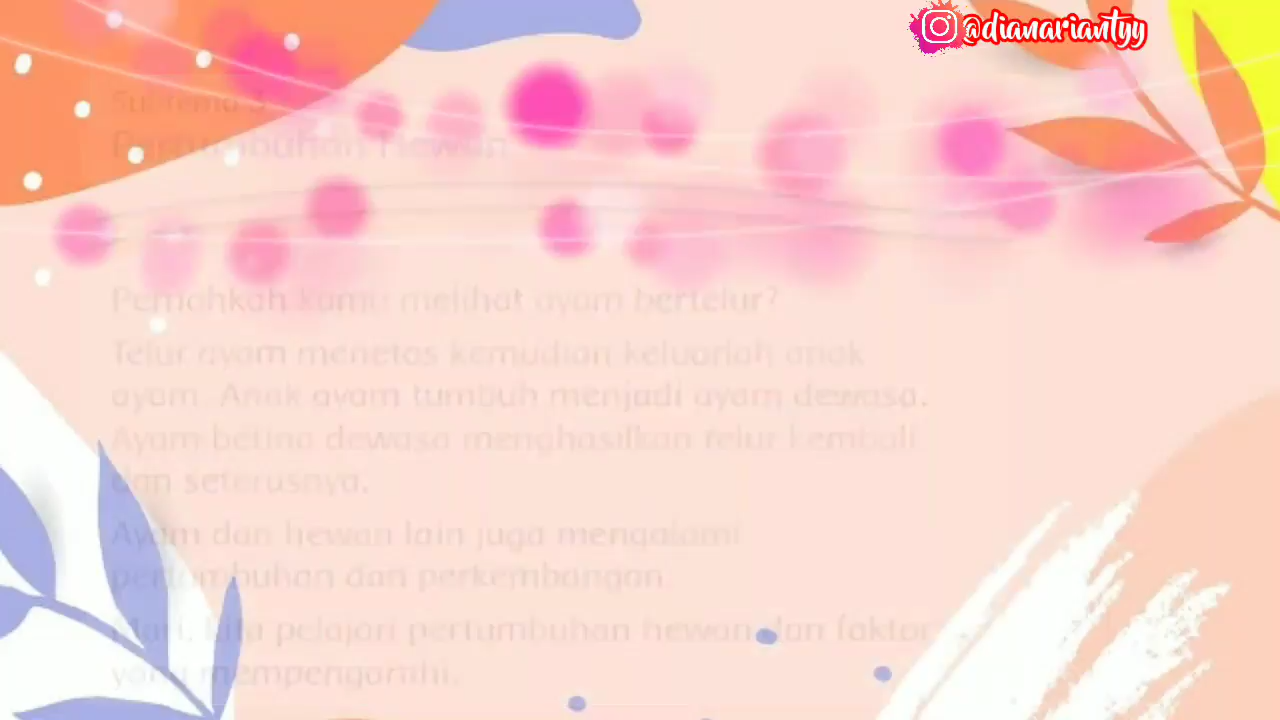 @dianariantyy
Subtema 3
Pertumbuhan Hewan
Pernahkah kamu melihat ayam bertelur?
Telur ayam menetas kemudian keluarlah anak
ayam. Anak ayam tumbuh menjadi ayam dewasa.
Ayam betina dewasa menghasilkan telur kembali
dan seterusnya.
Ayam dan hewan lain juga mengalami
pertumbuhan dan perkembangan.
Mari, kita pelajari pertumbuhan hewan dan faktor
yang mempengaruhi.